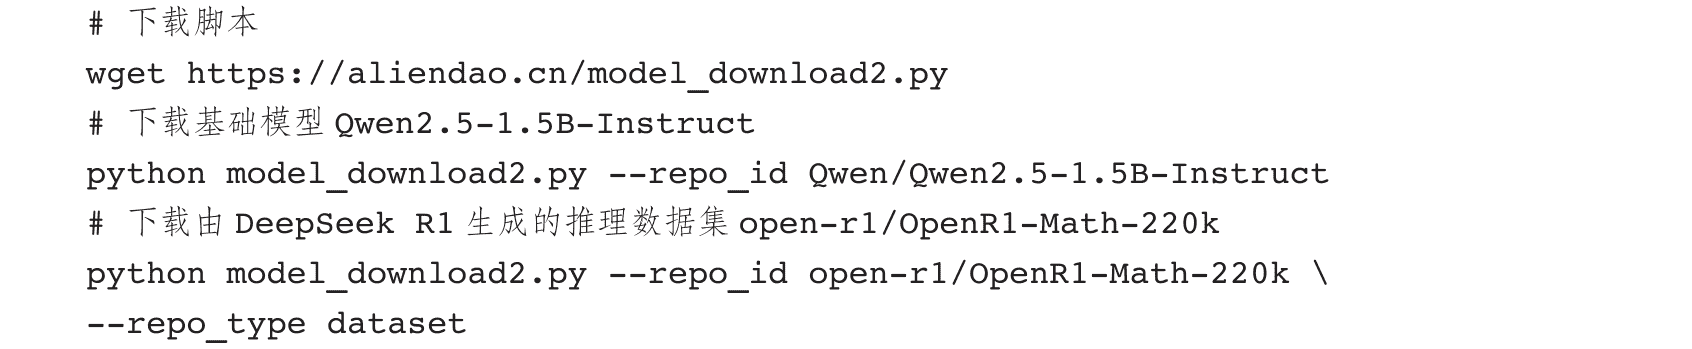 # 下载脚本
wget https://aliendao.cn/model_download2.py
# 下载基础模型 Qwen2.5-1.5B-Instruct
python model_download2.py --repo_id Qwen/Qwen2.5-1.5B-Instruct
# 下载由 DeepSeek R1 生成的推理数据集 open-r1/OpenR1-Math-220k
python model_download2.py --repo_id open-r1/OpenR1-Math-220k \
--repo_type dataset